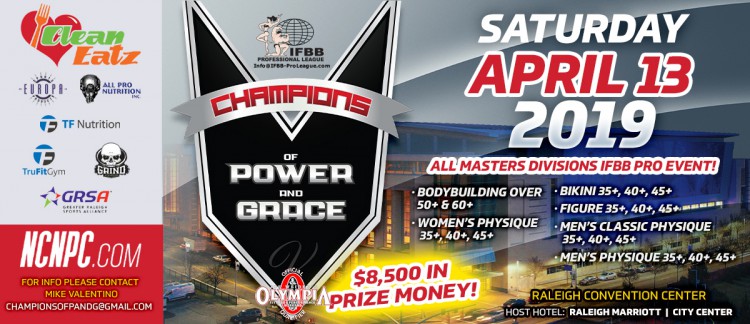 Clean
Eatz
EUROPA
ALL PRO
NUTRITION
INC.
TF Nutrition
TruFitGym
GRIND
GRSA
GREATER RALEIGH
SPORTS ALLIANCE
NCNPC.COM
FOR INFO PLEASE CONTACT
MIKE VALENTINO
CHAMPIONSOFPANDG@GMAIL.COM
IFBB
PROFESSIONAL LEAGUE
Info@IFBB-ProLeague.com
CHAMPIONS
OF
POWER
AND
GRACE
V
OFFICIAL
OLYMPIA
QUALIFIER
$8,500 IN
PRIZE MONEY!
SATURDAY
APRIL 13
2019
ALL MASTERS DIVISIONS IFBB PRO EVENT!
• BODYBUILDING OVER
50+ & 60+
• WOMEN'S PHYSIQUE
35+, 40+, 45+
• BIKINI 35+, 40+, 45+
• FIGURE 35+, 40+, 45+
• MEN'S CLASSIC PHYSIQUE
35+, 40+, 45+
• MEN'S PHYSIQUE 35+, 40+, 45+
RALEIGH CONVENTION CENTER
HOST HOTEL: RALEIGH MARRIOTT | CITY CENTER